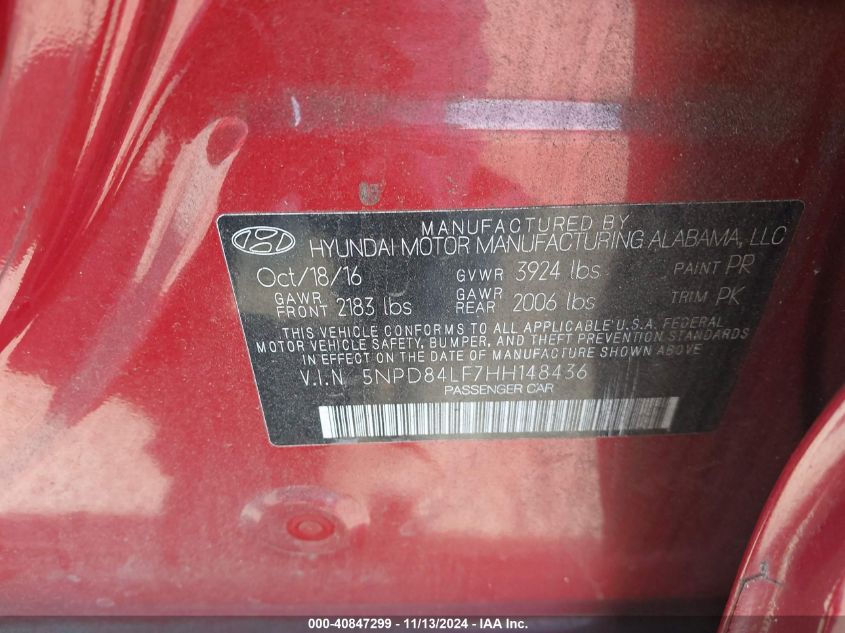 MANUFACTURED BY
HYUNDAI MOTOR MANUFACTURING ALABAMA, LLC
Oct/18/16 GVWR 3924 lbs PAINT PR
GAWR FRONT 2183 lbs GAWR REAR 2006 lbs TRIM PK
THIS VEHICLE CONFORMS TO ALL APPLICABLE U.S.A. FEDERAL
MOTOR VEHICLE SAFETY, BUMPER, AND THEFT PREVENTION STANDARDS
IN EFFECT ON THE DATE OF MANUFACTURE SHOWN ABOVE.
V.I.N 5NPD84LF7HH148436
PASSENGER CAR
000-40847299 - 11/13/2024 - IAA Inc.